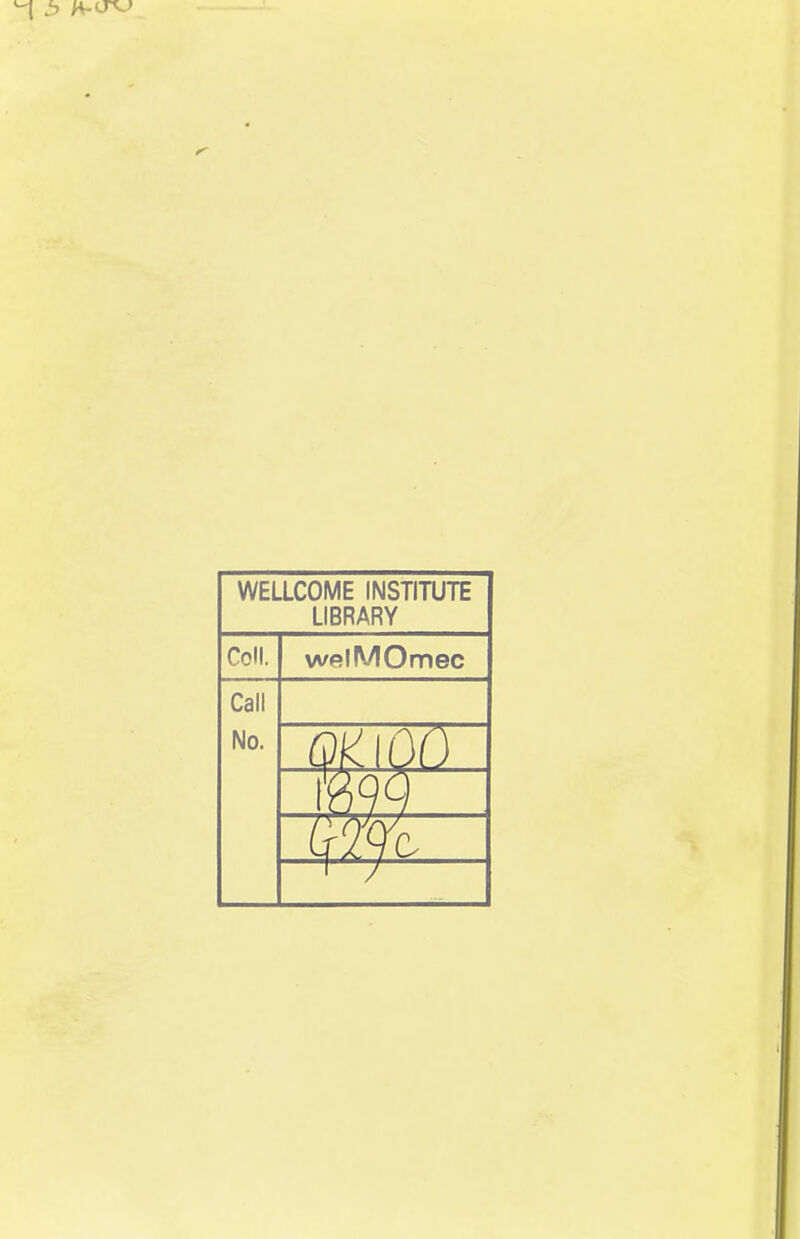 WELLCOME INSTITUTE
LIBRARY
Coll. welMOmec
Call
No. QK100
1899
G29c